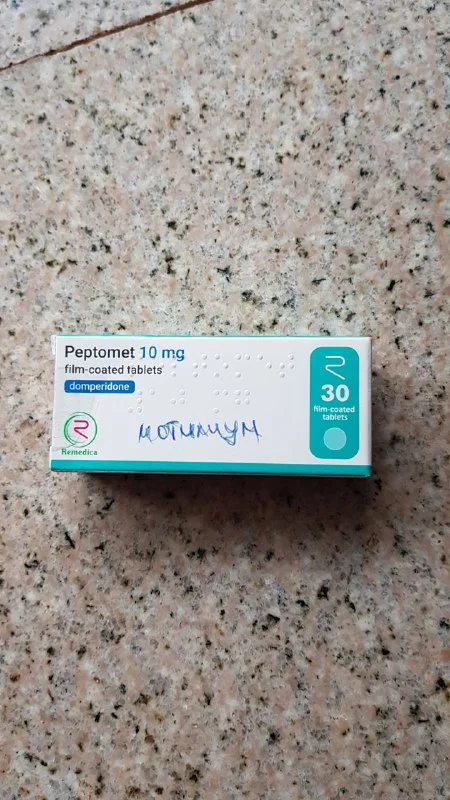 Peptomet 10 mg
film-coated tablets
domperidone
Remedica
мотилиум
30
film-coated
tablets